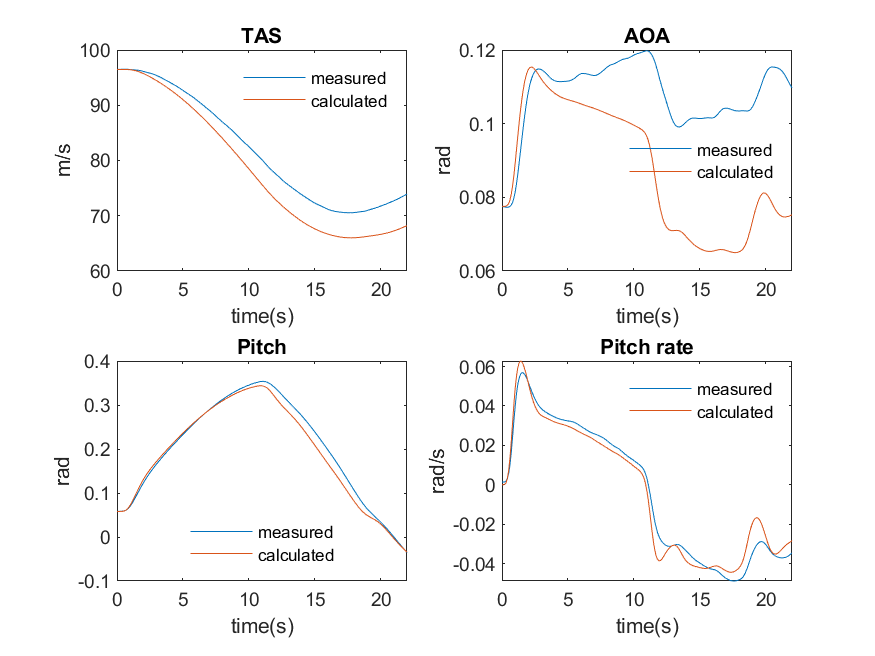 TAS
100
90
80
70
60
m/s
0
5
10
15
20
time(s)
measured
calculated
AOA
0.12
0.1
0.08
0.06
rad
0
5
10
15
20
time(s)
measured
calculated
Pitch
0.4
0.3
0.2
0.1
0
-0.1
rad
0
5
10
15
20
time(s)
measured
calculated
Pitch rate
0.06
0.04
0.02
0
-0.02
-0.04
rad/s
0
5
10
15
20
time(s)
measured
calculated